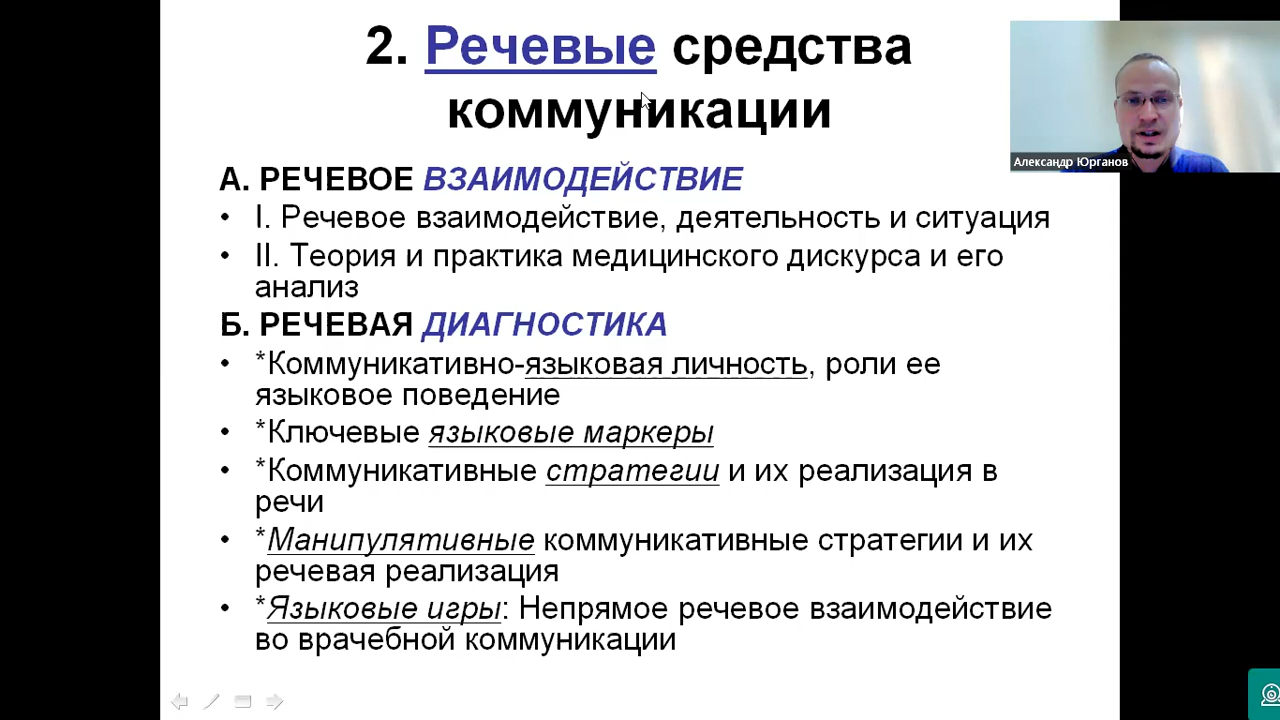 2. Речевые средства
коммуникации
Александр Юрганов
А. РЕЧЕВОЕ ВЗАИМОДЕЙСТВИЕ
• I. Речевое взаимодействие, деятельность и ситуация
• II. Теория и практика медицинского дискурса и его
анализ
Б. РЕЧЕВАЯ ДИАГНОСТИКА
• *Коммуникативно-языковая личность, роли ее
языковое поведение
• *Ключевые языковые маркеры
• *Коммуникативные стратегии и их реализация в
речи
• *Манипулятивные коммуникативные стратегии и их
речевая реализация
• *Языковые игры: Непрямое речевое взаимодействие
во врачебной коммуникации